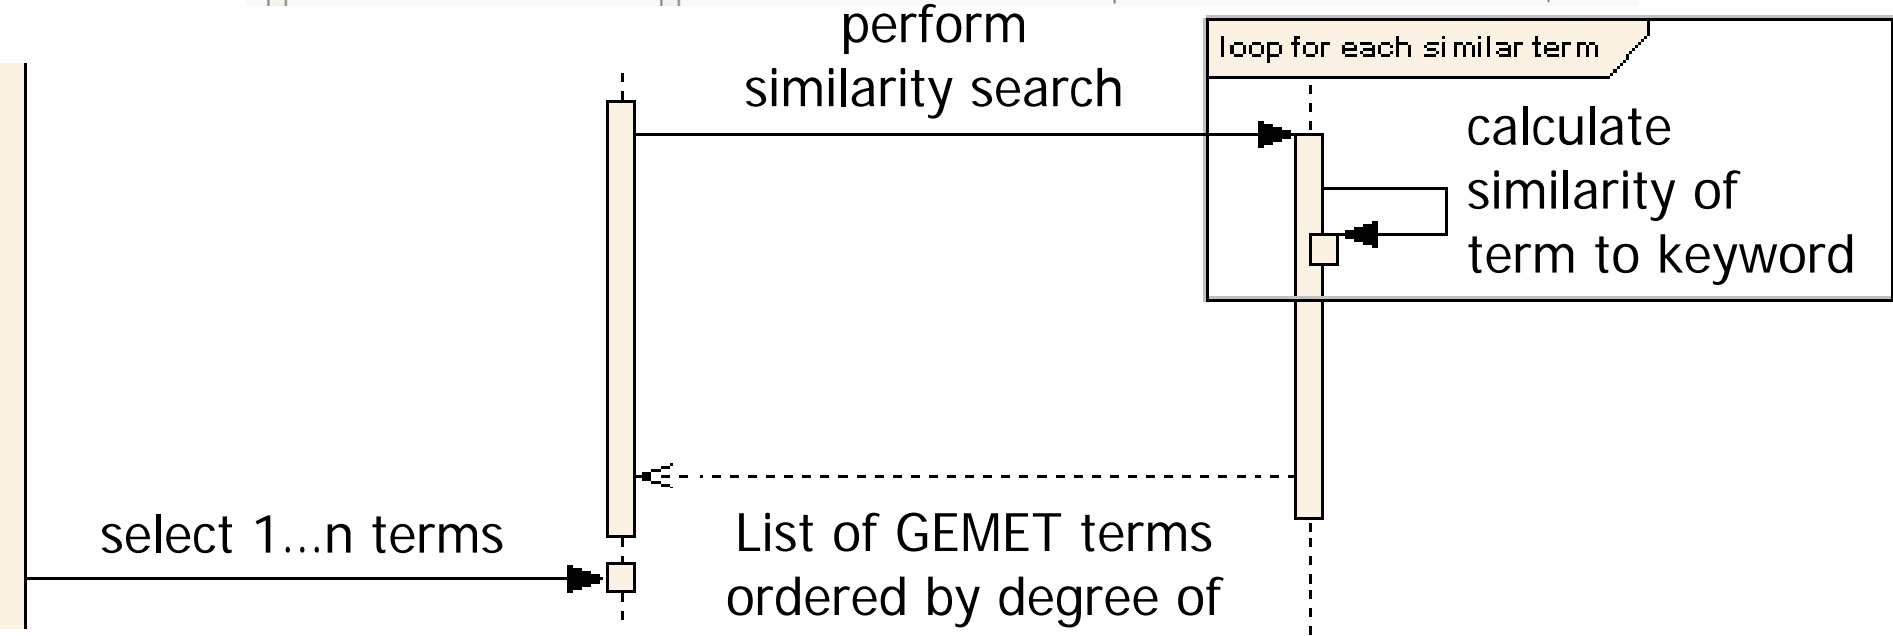 perform
similarity search
loop for each similar term
calculate
similarity of
term to keyword
select 1...n terms
List of GEMET terms
ordered by degree of